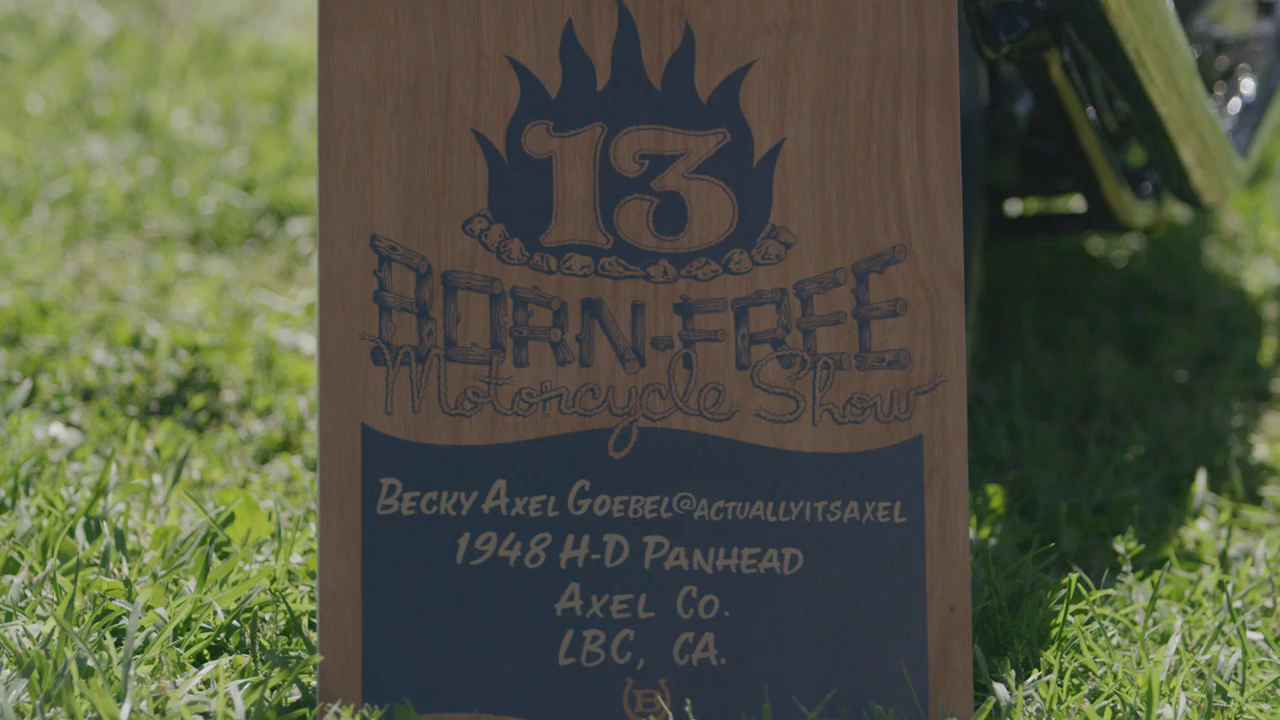 13
BORN-FREE
Motorcycle Show
BECKY AXEL GOEBEL@ACTUALLYITSAXEL
1948 H-D PANHEAD
AXEL CO.
LBC, CA.
B